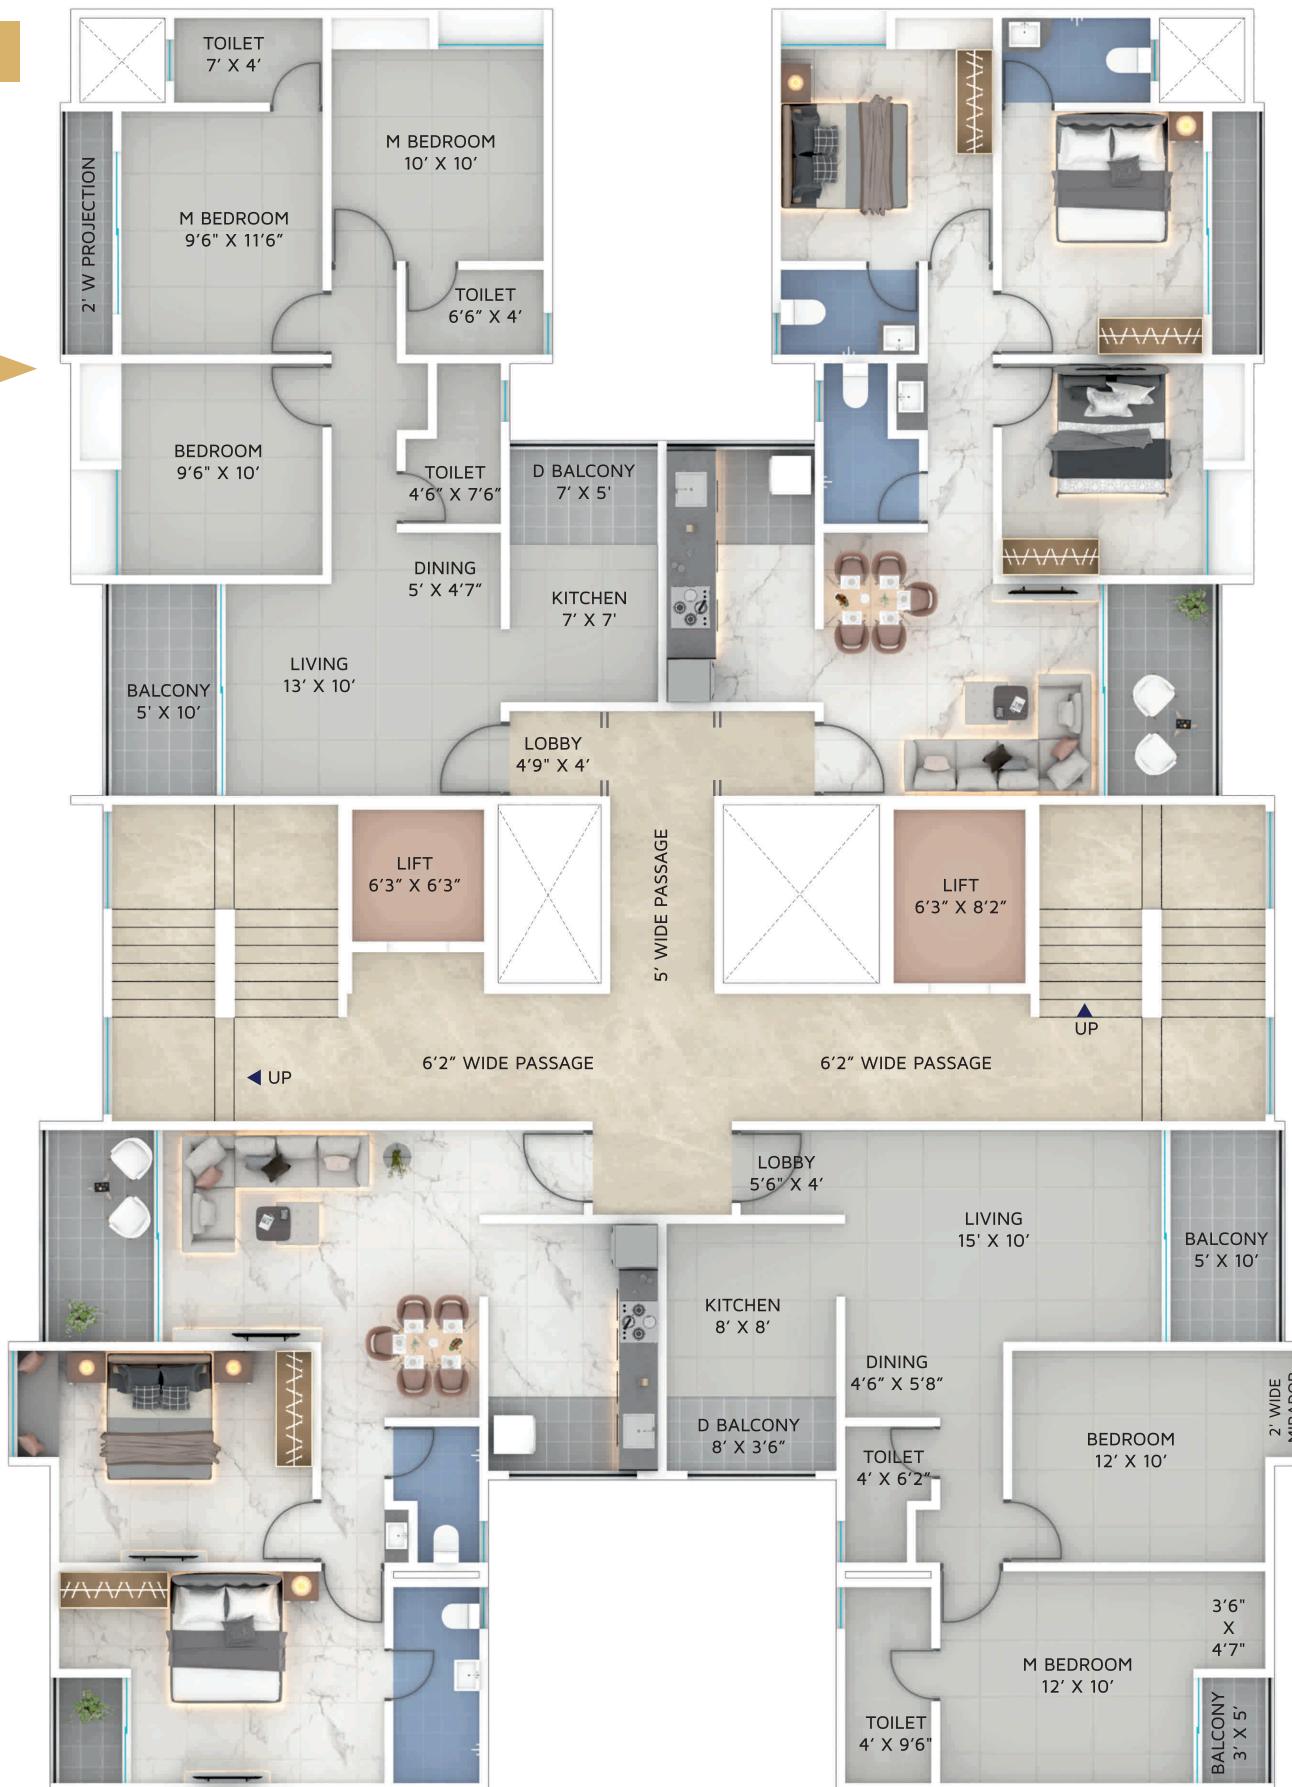 TOILET
7’ X 4’
M BEDROOM
10’ X 10’
M BEDROOM
9’6" X 11’6”
2’ W PROJECTION
TOILET
6’6” X 4’
BEDROOM
9’6" X 10’
TOILET
4’6” X 7’6”
D BALCONY
7’ X 5'
DINING
5’ X 4’7”
KITCHEN
7’ X 7'
LIVING
13’ X 10’
BALCONY
5' X 10’
LOBBY
4’9" X 4’
LIFT
6’3” X 6’3”
5’ WIDE PASSAGE
LIFT
6’3” X 8’2”
UP
6’2” WIDE PASSAGE
6’2” WIDE PASSAGE
UP
LOBBY
5’6" X 4’
LIVING
15' X 10’
BALCONY
5’ X 10’
KITCHEN
8’ X 8’
DINING
4’6” X 5’8”
D BALCONY
8’ X 3’6”
BEDROOM
12’ X 10’
2' WIDE
MIRADOR
TOILET
4’ X 6’2”
3’6"
X
4’7"
M BEDROOM
12’ X 10’
TOILET
4’ X 9’6"
BALCONY
3’ X 5’